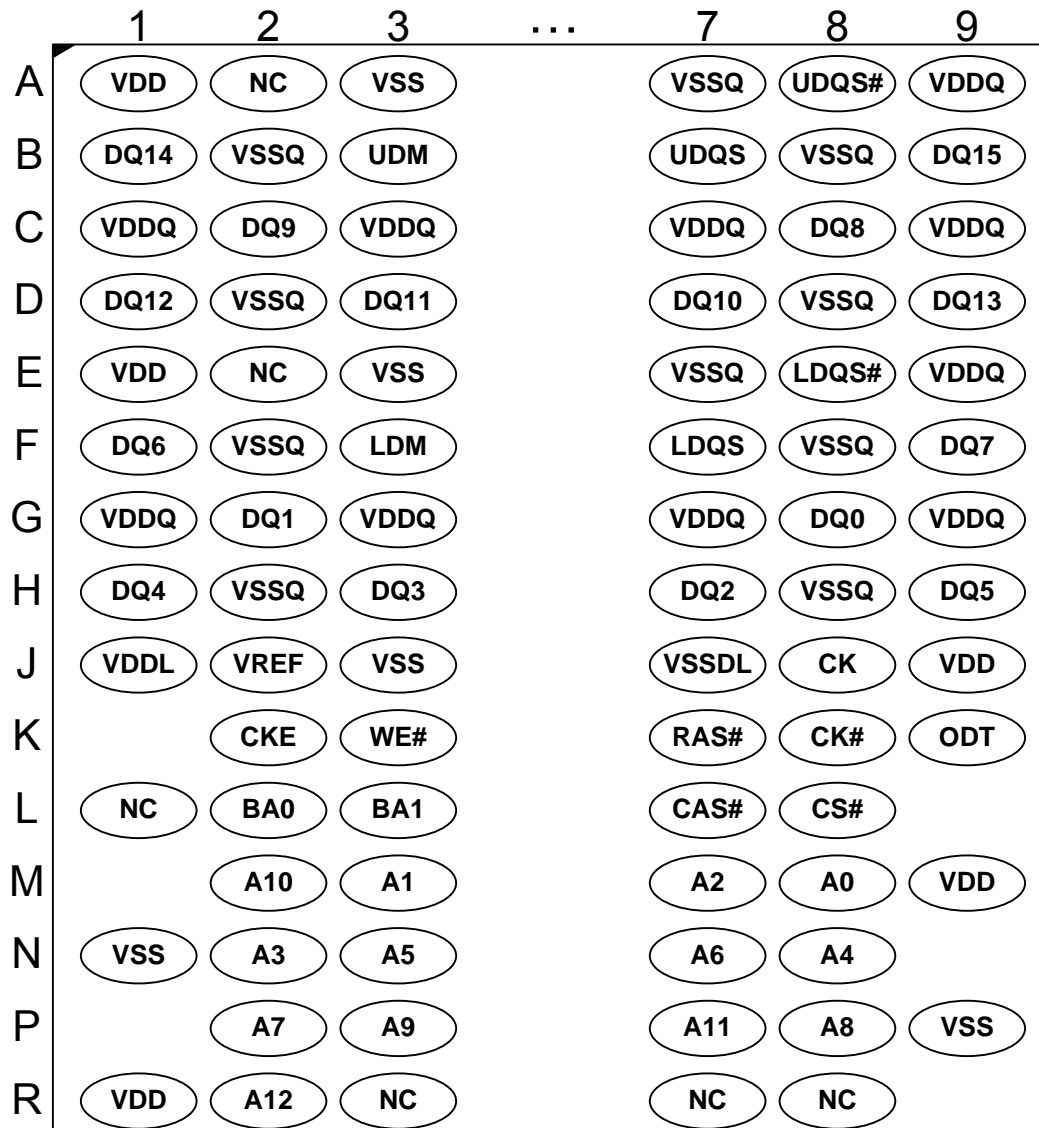 1 2 3 ... 7 8 9
A VDD NC VSS VSSQ UDQS# VDDQ
B DQ14 VSSQ UDM UDQS VSSQ DQ15
C VDDQ DQ9 VDDQ VDDQ DQ8 VDDQ
D DQ12 VSSQ DQ11 DQ10 VSSQ DQ13
E VDD NC VSS VSSQ LDQS# VDDQ
F DQ6 VSSQ LDM LDQS VSSQ DQ7
G VDDQ DQ1 VDDQ VDDQ DQ0 VDDQ
H DQ4 VSSQ DQ3 DQ2 VSSQ DQ5
J VDDL VREF VSS VSSDL CK VDD
K CKE WE# RAS# CK# ODT
L NC BA0 BA1 CAS# CS#
M A10 A1 A2 A0 VDD
N VSS A3 A5 A6 A4
P A7 A9 A11 A8 VSS
R VDD A12 NC NC NC